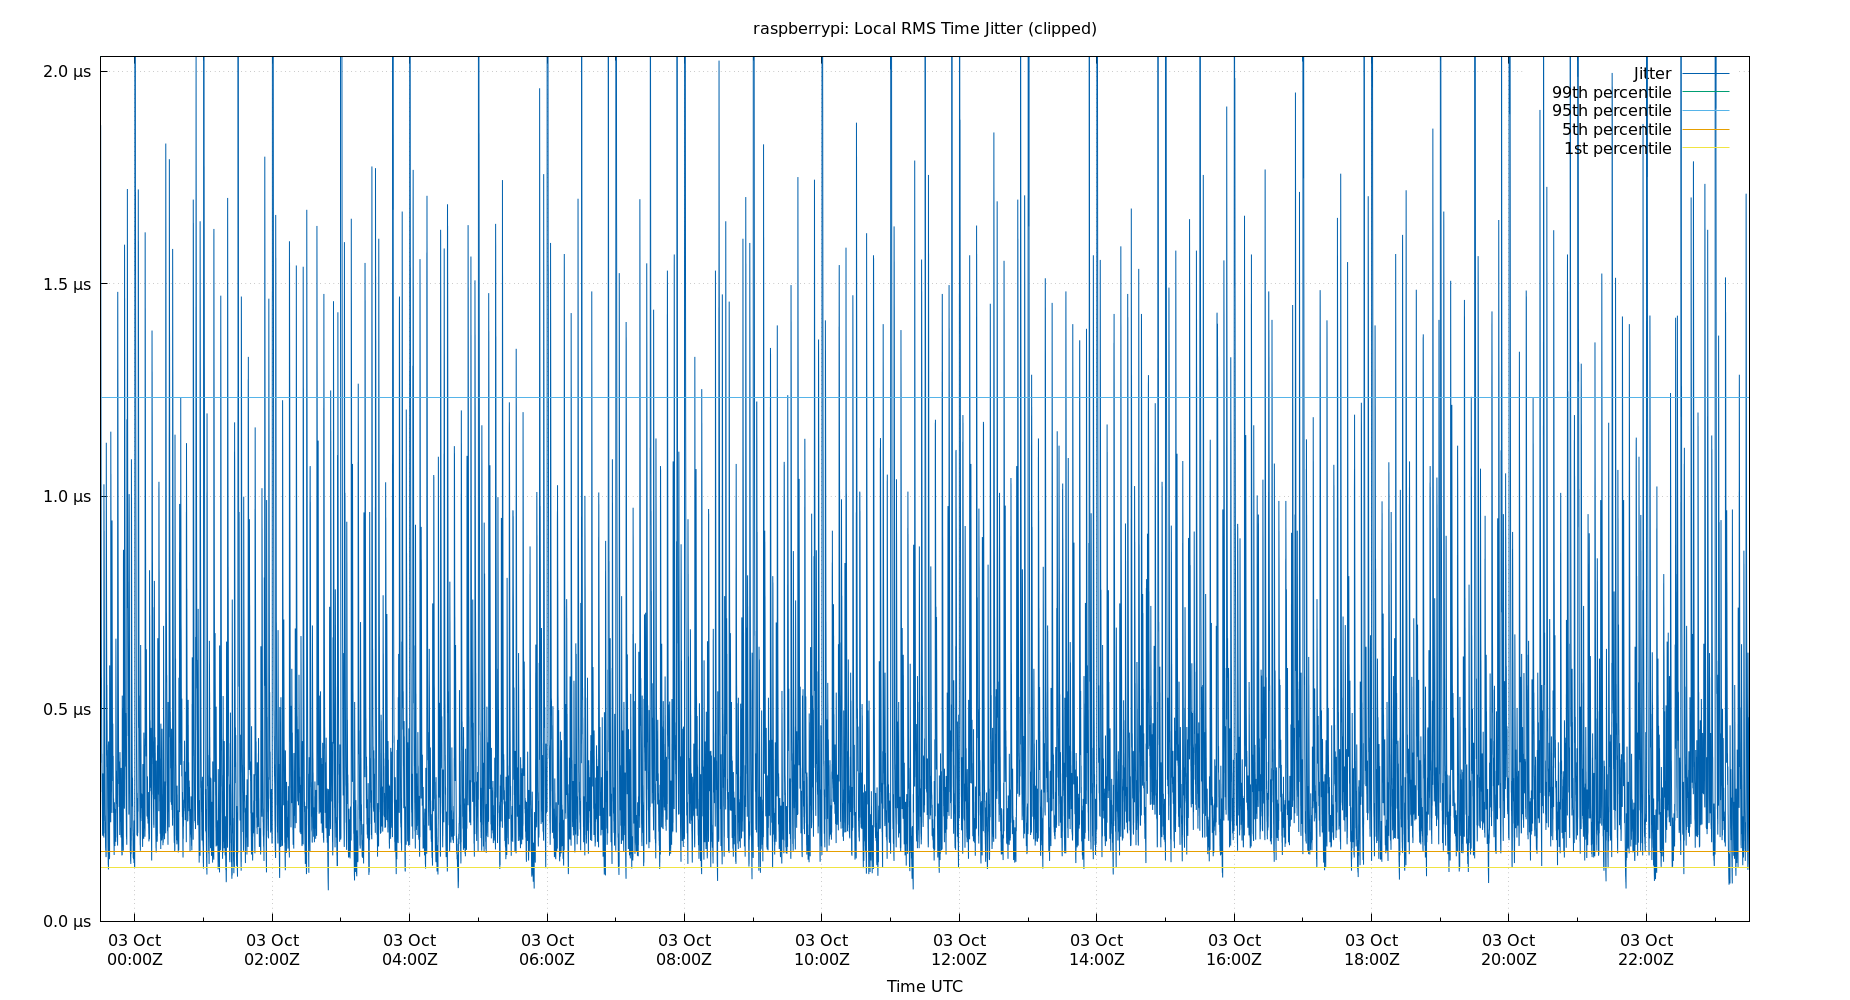 raspberrypi: Local RMS Time Jitter (clipped)
2.0 µs
1.5 µs
1.0 µs
0.5 µs
0.0 µs
Jitter
99th percentile
95th percentile
5th percentile
1st percentile
03 Oct 03 Oct 03 Oct 03 Oct 03 Oct 03 Oct 03 Oct 03 Oct 03 Oct 03 Oct 03 Oct 03 Oct
00:00Z 02:00Z 04:00Z 06:00Z 08:00Z 10:00Z 12:00Z 14:00Z 16:00Z 18:00Z 20:00Z 22:00Z
Time UTC